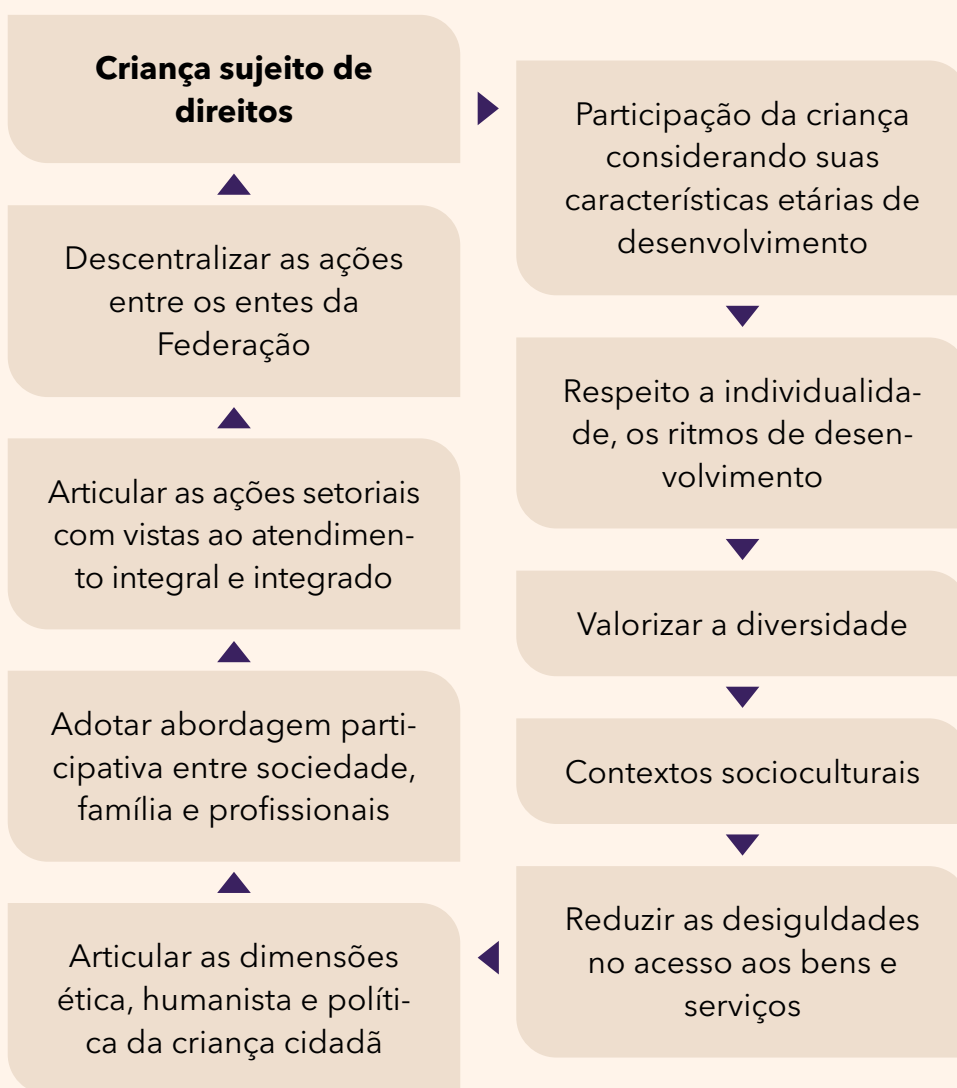 Criança sujeito de
direitos
Participação da criança
considerando suas
características etárias de
desenvolvimento
Respeito a individualida-
de, os ritmos de desen-
volvimento
Valorizar a diversidade
Contextos socioculturais
Reduzir as desiguldades
no acesso aos bens e
serviços
Articular as dimensões
ética, humanista e políti-
ca da criança cidadã
Adotar abordagem parti-
cipativa entre sociedade,
família e profissionais
Articular as ações setoriais
com vistas ao atendimen-
to integral e integrado
Descentralizar as ações
entre os entes da
Federação